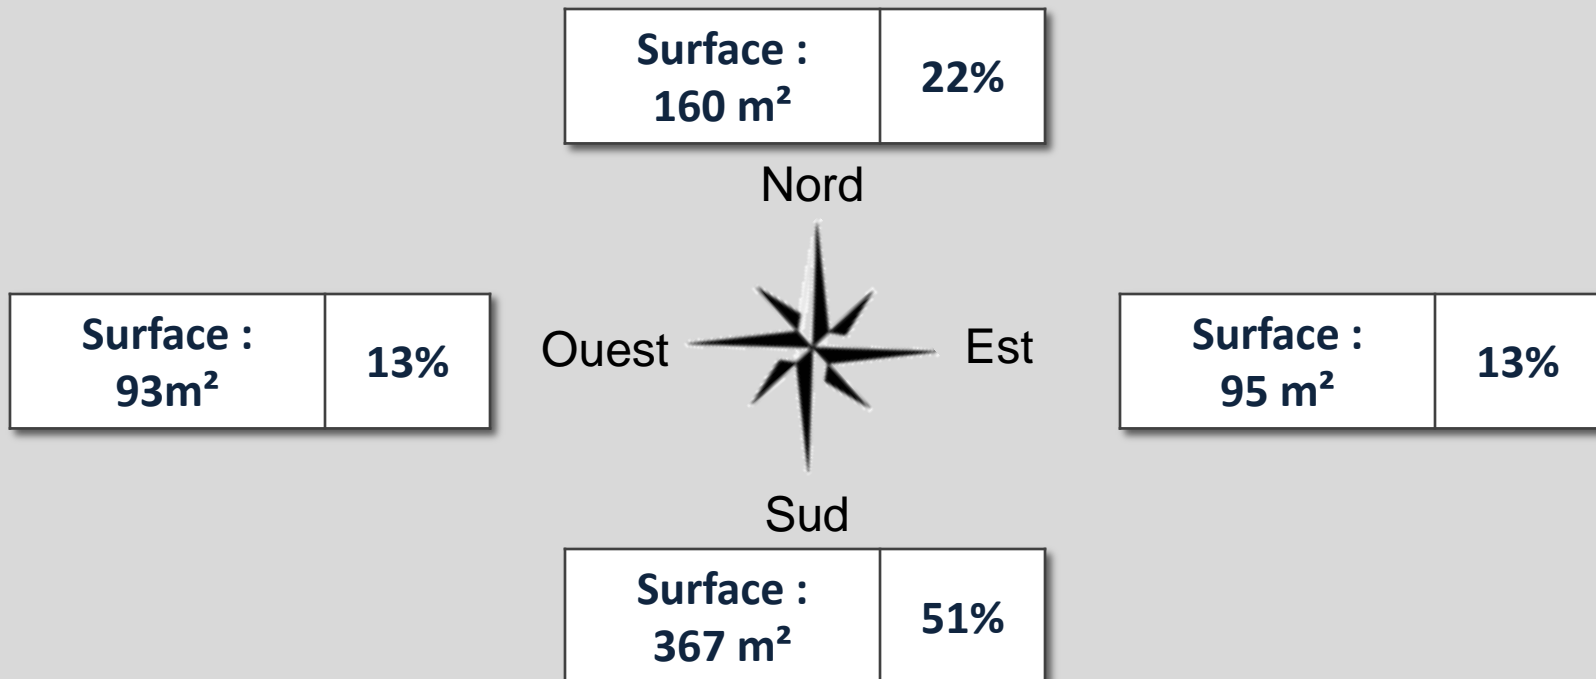 Surface :
160 m²
22%
Nord
Surface :
93m²
13%
Ouest
Est
Surface :
95 m²
13%
Sud
Surface :
367 m²
51%